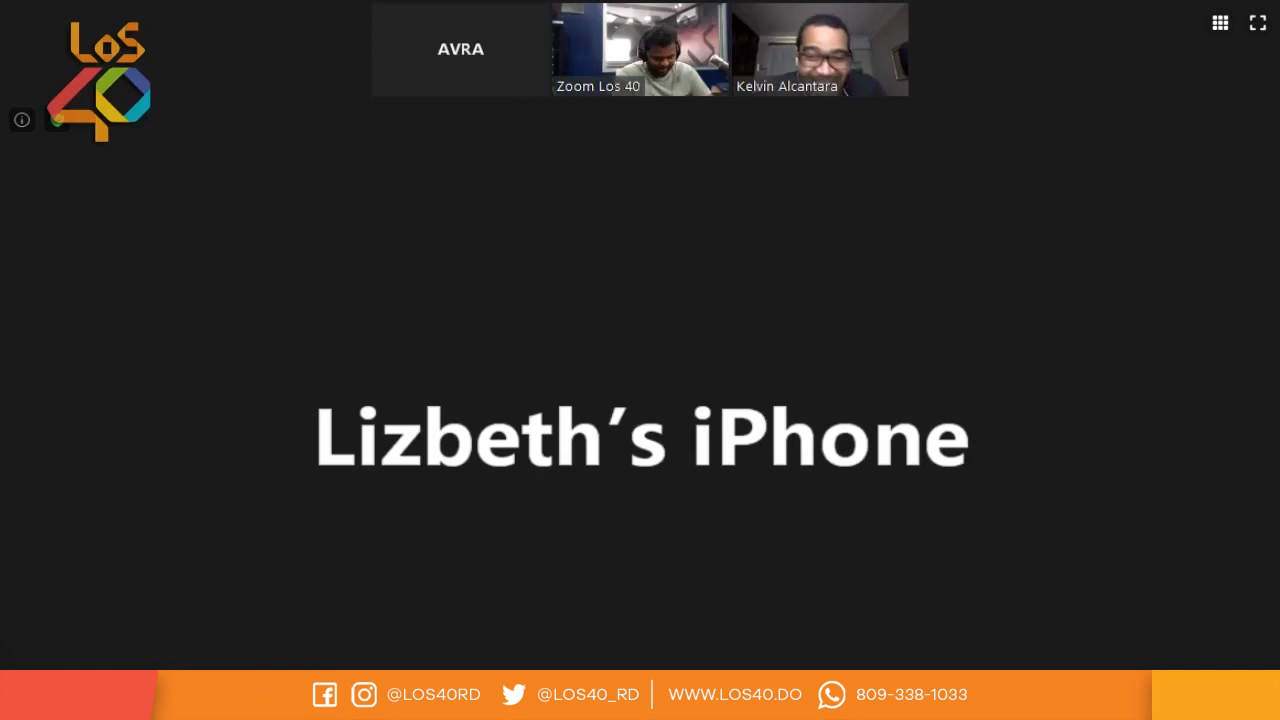 LOS
40
AVRA
Zoom Los 40
Kelvin Alcantara
Lizbeth's iPhone
@LOS40RD
@LOS40_RD
WWW.LOS40.DO
809-338-1033